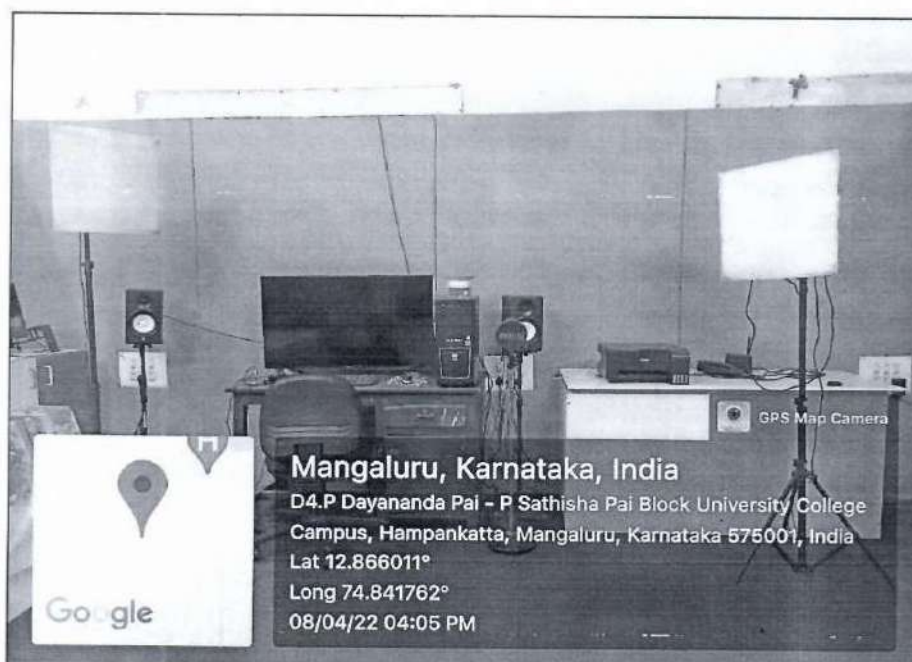 GPS Map Camera
Mangaluru, Karnataka, India
D4.P Dayananda Pai - P Sathisha Pai Block University College
Campus, Hampankatta, Mangaluru, Karnataka 575001, India
Lat 12.866011°
Long 74.841762°
08/04/22 04:05 PM
Google